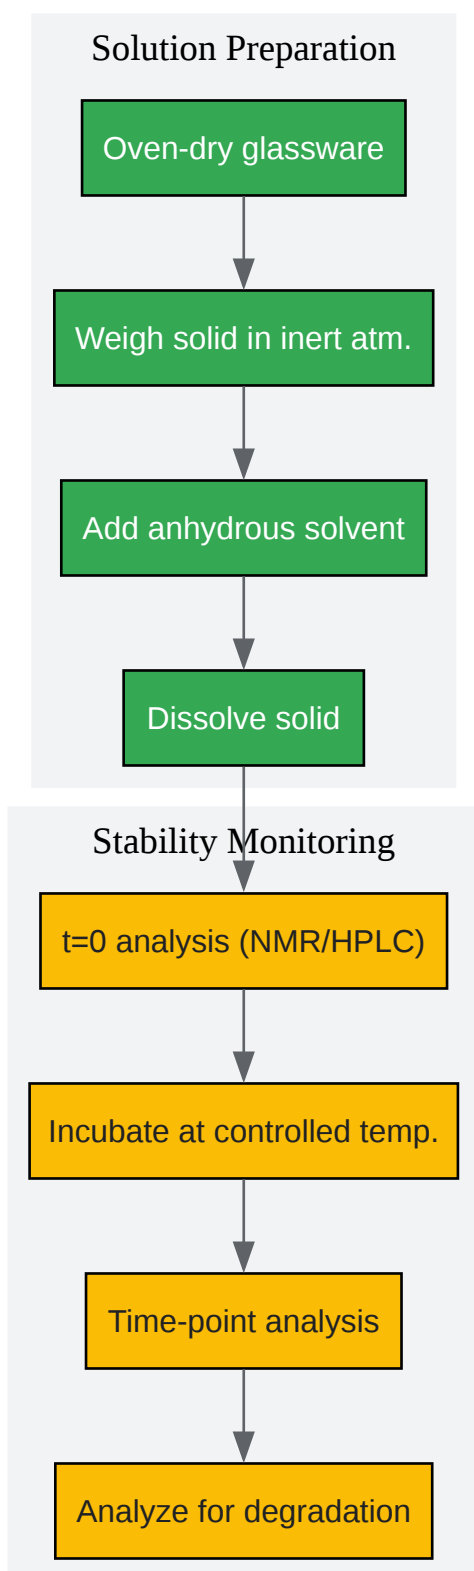 Solution Preparation
Oven-dry glassware
Weigh solid in inert atm.
Add anhydrous solvent
Dissolve solid
Stability Monitoring
t=0 analysis (NMR/HPLC)
Incubate at controlled temp.
Time-point analysis
Analyze for degradation